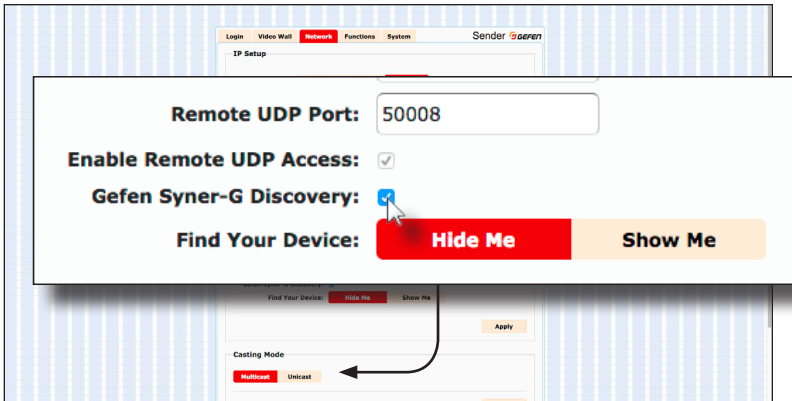 Login Video Wall Network Functions System Sender GEFEN
IP Setup
Remote UDP Port: 50008
Enable Remote UDP Access:
Gefen Syner-G Discovery:
Find Your Device: Hide Me Show Me
Find Your Device: Hide Me Show Me
Apply
Casting Mode
Multicast Unicast